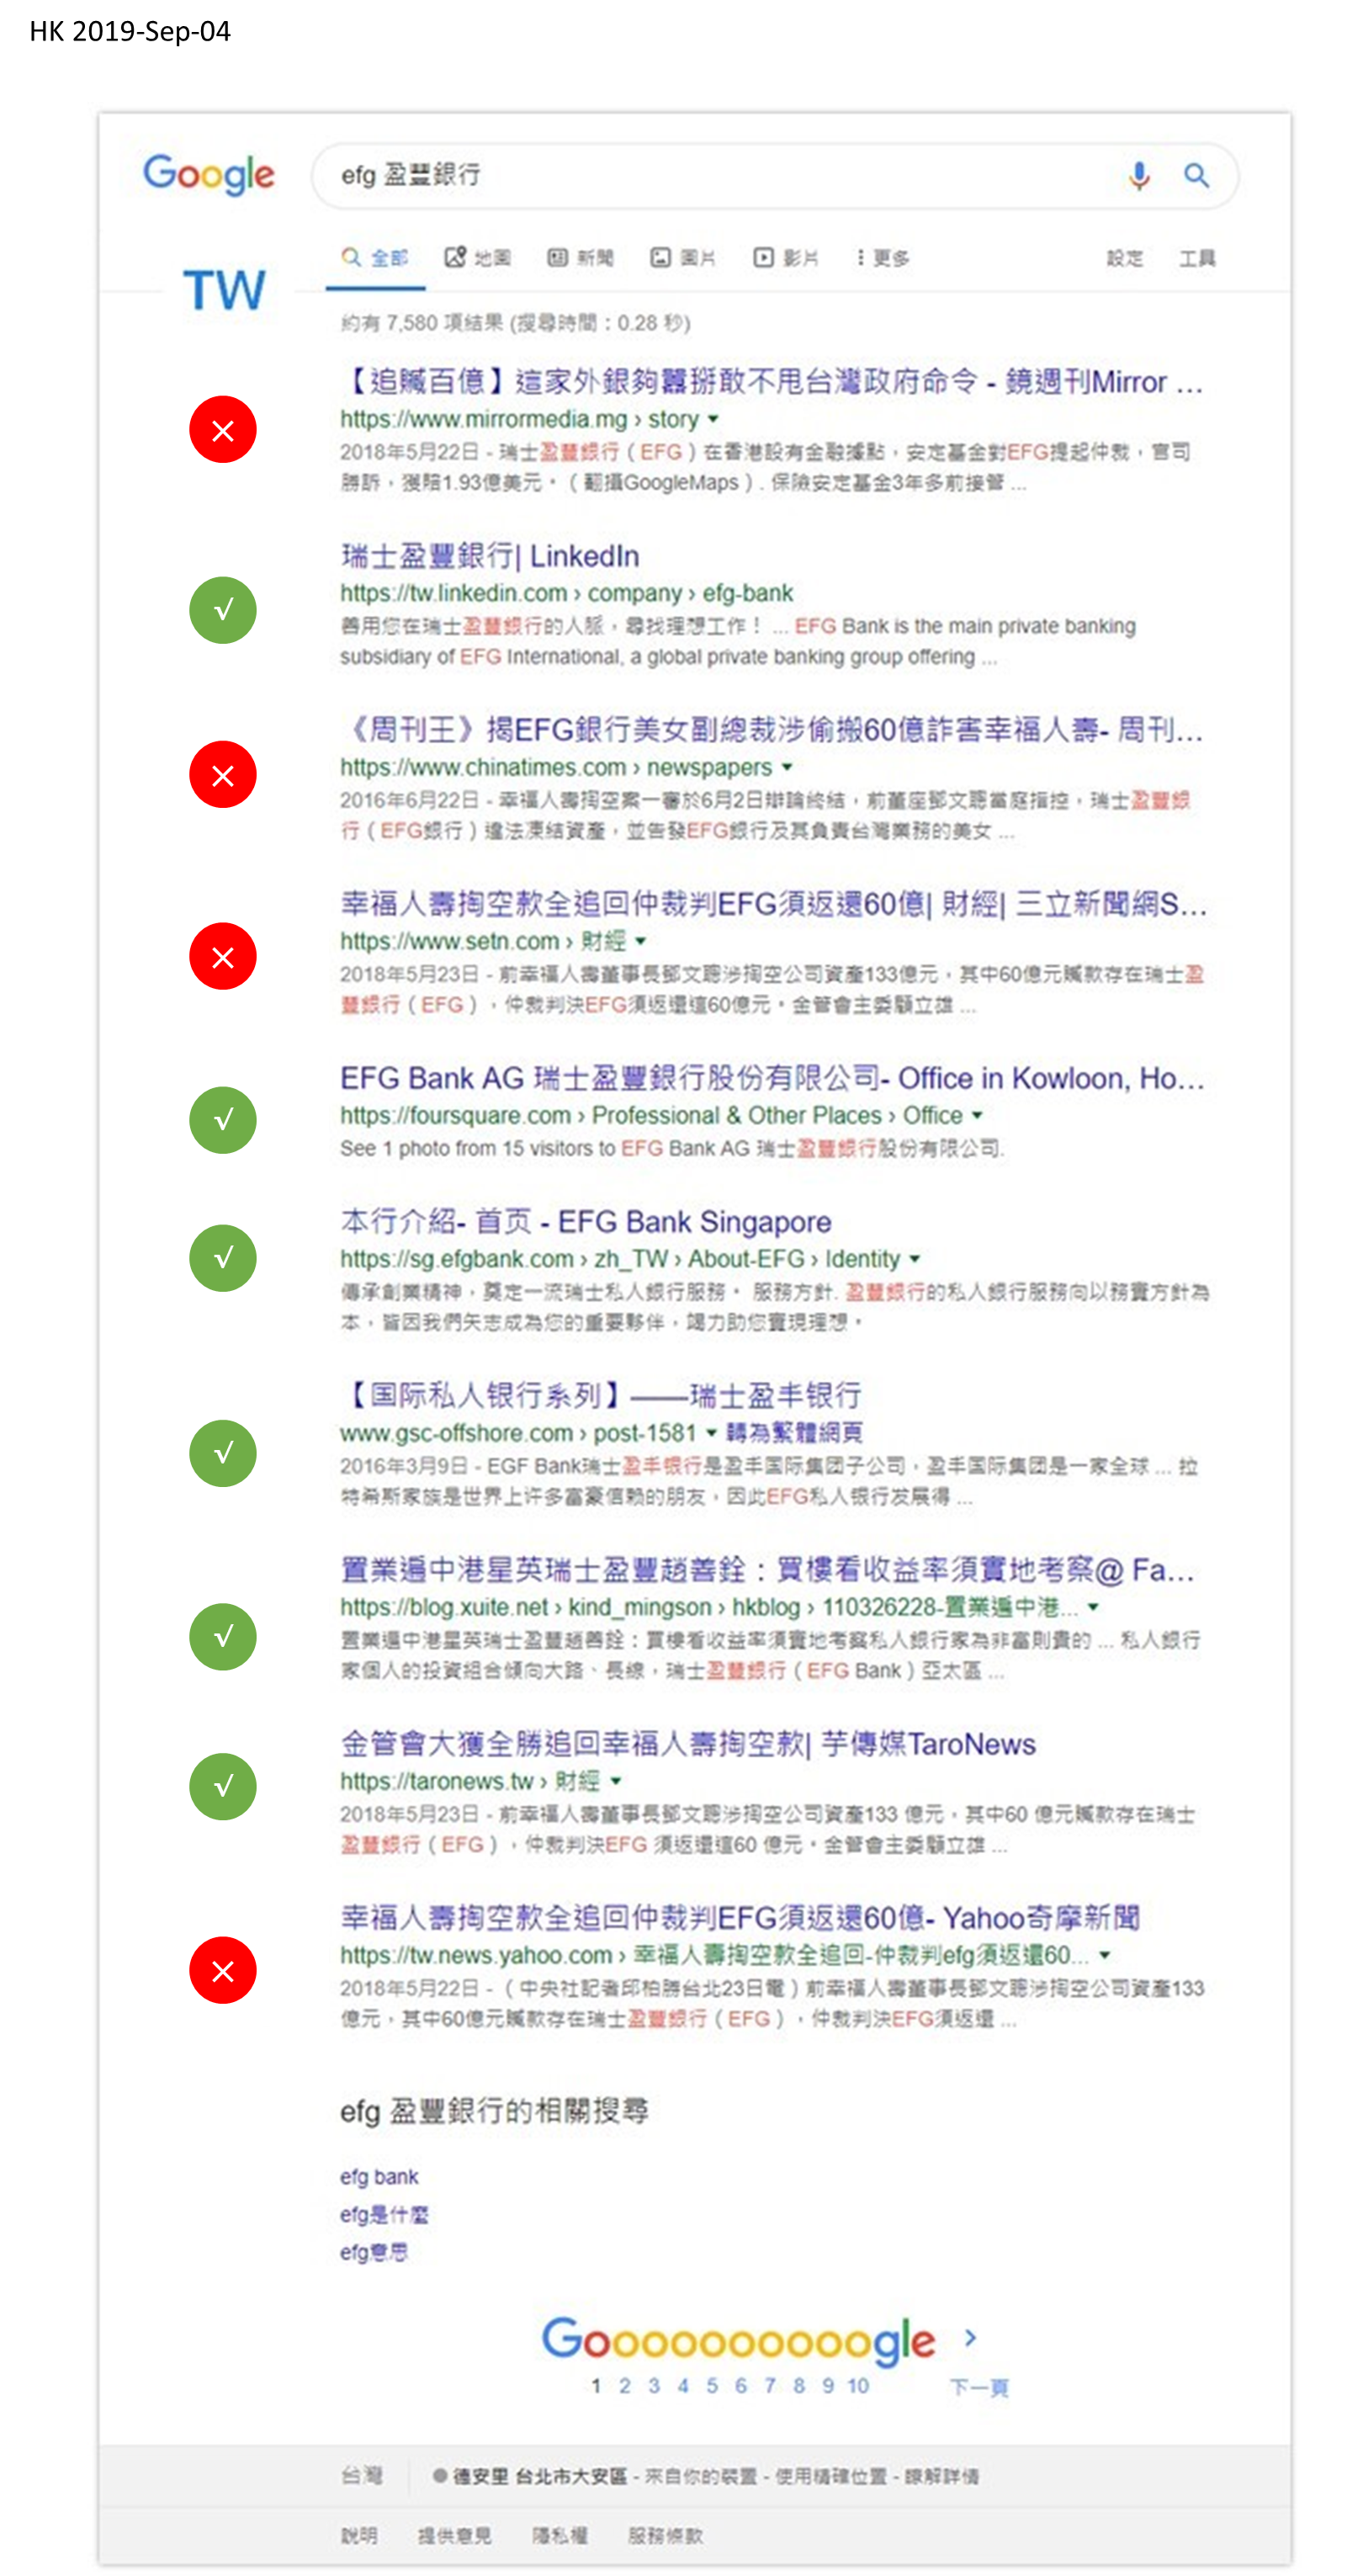 HK 2019-Sep-04
Google
efg 盈豐銀行
TW
全部 地圖 新聞 圖片 影片 更多 設定 工具
約有 7,580 項結果 (搜尋時間：0.28 秒)
【追贓百億】這家外銀夠囂掰敢不甩台灣政府命令 - 鏡週刊Mirror ...
https://www.mirrormedia.mg › story
2018年5月22日 - 瑞士盈豐銀行（EFG）在香港設有金融據點，安定基金對EFG提起仲裁，官司
勝訴，獲賠1.93億美元。（翻攝GoogleMaps）. 保險安定基金3年多前接管 ...
瑞士盈豐銀行| LinkedIn
https://tw.linkedin.com › company › efg-bank
善用您在瑞士盈豐銀行的人脈，尋找理想工作！ ... EFG Bank is the main private banking
subsidiary of EFG International, a global private banking group offering ...
《周刊王》揭EFG銀行美女副總裁涉偷搬60億詐害幸福人壽- 周刊...
https://www.chinatimes.com › newspapers
2016年6月22日 - 幸福人壽掏空案一審於6月2日辯論終結，前董座鄧文聰當庭指控，瑞士盈豐銀
行（EFG銀行）違法凍結資產，並告發EFG銀行及其負責台灣業務的美女 ...
幸福人壽掏空款全追回仲裁判EFG須返還60億| 財經| 三立新聞網S...
https://www.setn.com › 財經
2018年5月23日 - 前幸福人壽董事長鄧文聰涉掏空公司資產133億元，其中60億元贓款存在瑞士盈
豐銀行（EFG），仲裁判決EFG須返還這60億元。金管會主委顧立雄 ...
EFG Bank AG 瑞士盈豐銀行股份有限公司- Office in Kowloon, Ho...
https://foursquare.com › Professional & Other Places › Office
See 1 photo from 15 visitors to EFG Bank AG 瑞士盈豐銀行股份有限公司.
本行介紹- 首页 - EFG Bank Singapore
https://sg.efgbank.com › zh_TW › About-EFG › Identity
傳承創業精神，奠定一流瑞士私人銀行服務。 服務方針. 盈豐銀行的私人銀行服務向以務實方針為
本，皆因我們矢志成為您的重要夥伴，竭力助您實現理想。
【国际私人银行系列】——瑞士盈丰银行
www.gsc-offshore.com › post-1581 轉為繁體網頁
2016年3月9日 - EGF Bank瑞士盈丰银行是盈丰国际集团子公司，盈丰国际集团是一家全球 ... 拉
特希斯家族是世界上许多富豪信赖的朋友，因此EFG私人银行发展得 ...
置業遍中港星英瑞士盈豐趙善銓：買樓看收益率須實地考察@ Fa...
https://blog.xuite.net › kind_mingson › hkblog › 110326228-置業遍中港...
置業遍中港星英瑞士盈豐趙善銓：買樓看收益率須實地考察私人銀行家為非富則貴的 ... 私人銀行
家個人的投資組合傾向大路、長線，瑞士盈豐銀行（EFG Bank）亞太區 ...
金管會大獲全勝追回幸福人壽掏空款| 芋傳媒TaroNews
https://taronews.tw › 財經
2018年5月23日 - 前幸福人壽董事長鄧文聰涉掏空公司資產133 億元，其中60 億元贓款存在瑞士
盈豐銀行（EFG），仲裁判決EFG 須返還這60 億元。金管會主委顧立雄 ...
幸福人壽掏空款全追回仲裁判EFG須返還60億- Yahoo奇摩新聞
https://tw.news.yahoo.com › 幸福人壽掏空款全追回-仲裁判efg須返還60...
2018年5月22日 - （中央社記者邱柏勝台北23日電）前幸福人壽董事長鄧文聰涉掏空公司資產133
億元，其中60億元贓款存在瑞士盈豐銀行（EFG），仲裁判決EFG須返還 ...
efg 盈豐銀行的相關搜尋
efg bank
efg是什麼
efg意思
Goooooooooogle
1 2 3 4 5 6 7 8 9 10 下一頁
台灣 德安里 台北市大安區 - 來自你的裝置 - 使用精確位置 - 瞭解詳情
說明 提供意見 隱私權 服務條款